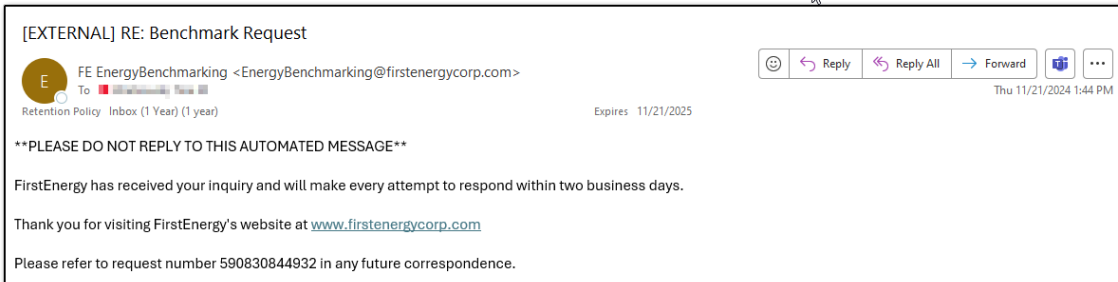 [EXTERNAL] RE: Benchmark Request
E
FE EnergyBenchmarking <EnergyBenchmarking@firstenergycorp.com>
Reply
Reply All
Forward
To
Thu 11/21/2024 1:44 PM
Retention Policy Inbox (1 Year) (1 year)
Expires 11/21/2025
**PLEASE DO NOT REPLY TO THIS AUTOMATED MESSAGE**
FirstEnergy has received your inquiry and will make every attempt to respond within two business days.
Thank you for visiting FirstEnergy's website at www.firstenergycorp.com
Please refer to request number 590830844932 in any future correspondence.